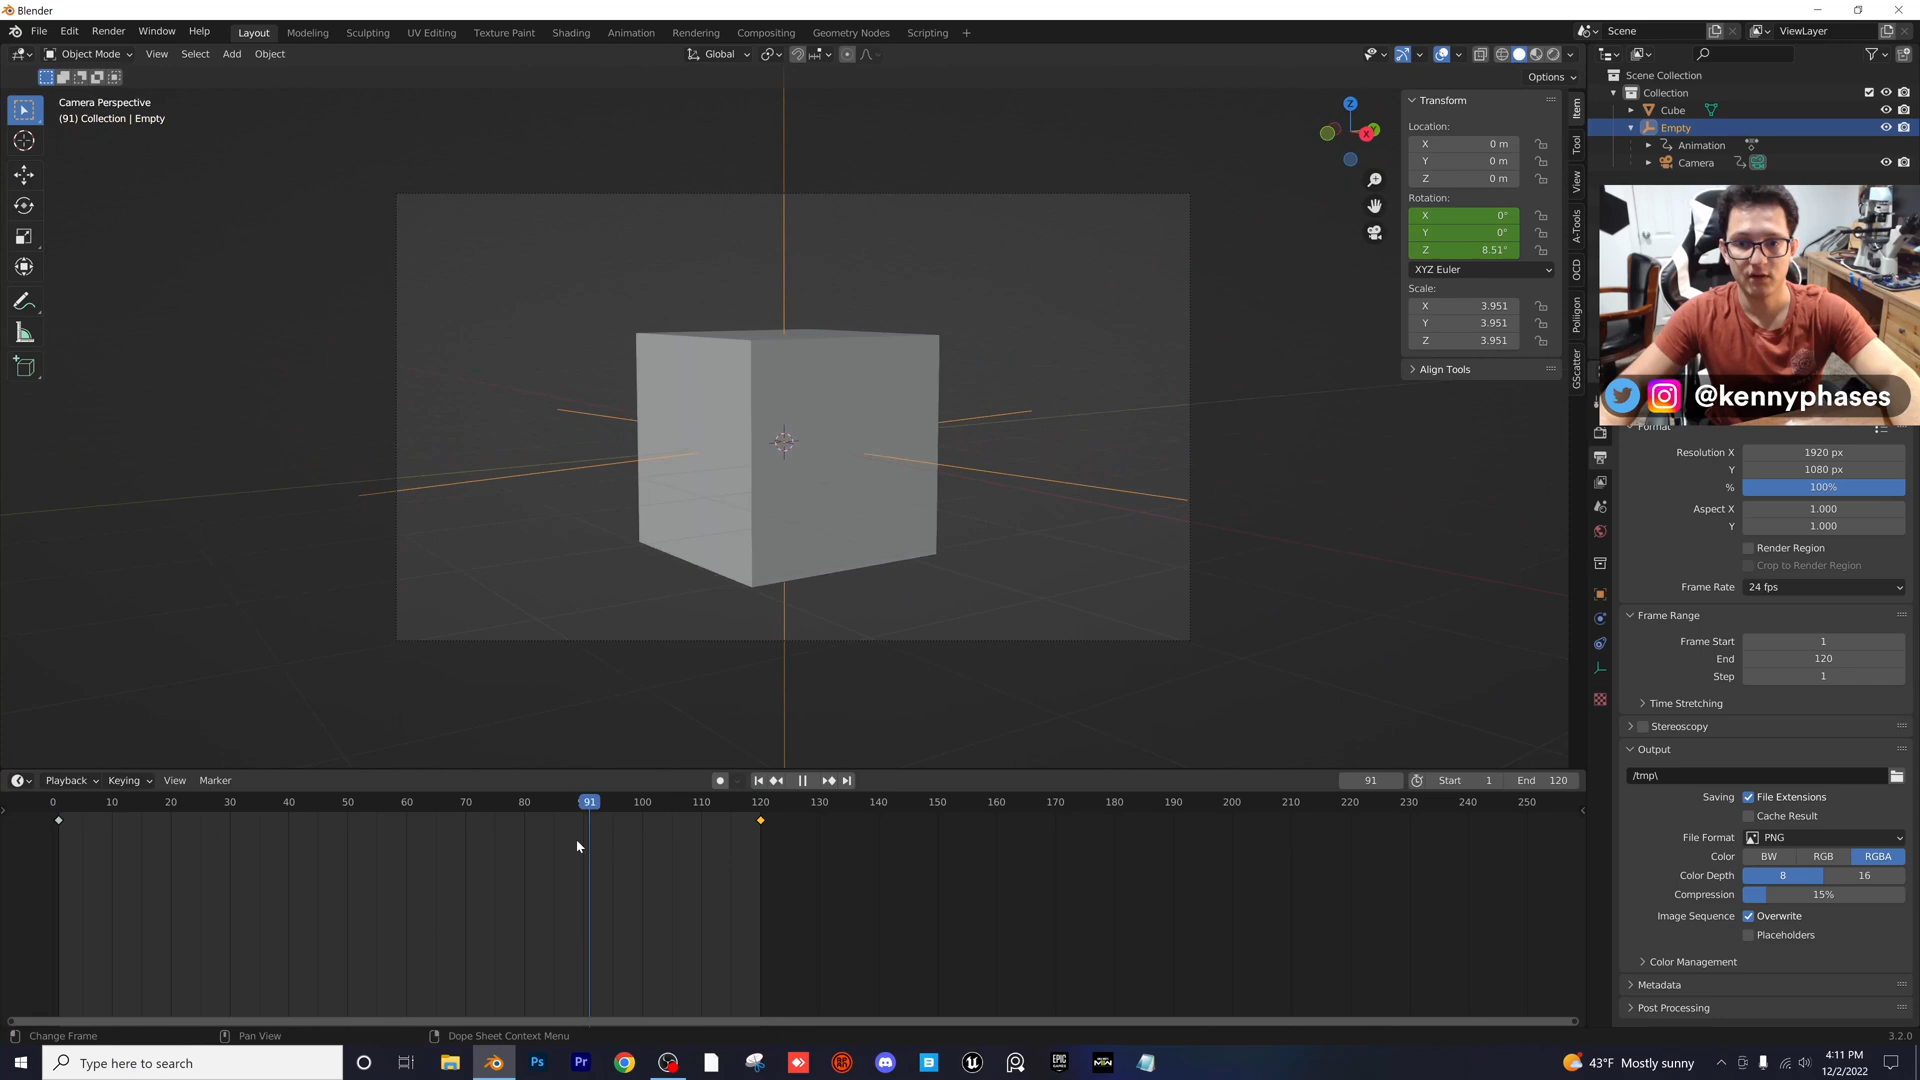 Blender
File Edit Render Window Help Layout Modeling Sculpting UV Editing Texture Paint Shading Animation Rendering Compositing Geometry Nodes Scripting + Scene ViewLayer
Object Mode View Select Add Object Global
Options
Camera Perspective
(91) Collection | Empty
Z
X
Transform
Location:
X 0 m
Y 0 m
Z 0 m
Rotation:
X 0°
Y 0°
Z 8.51°
XYZ Euler
Scale:
X 3.951
Y 3.951
Z 3.951
Align Tools
Item
Tool
View
A-Tools
OCD
Poliigon
GScatter
Scene Collection
Collection
Cube
Empty
Animation
Camera
@kennyphases
Format
Resolution X 1920 px
Y 1080 px
% 100%
Aspect X 1.000
Y 1.000
Render Region
Crop to Render Region
Frame Rate 24 fps
Frame Range
Frame Start 1
End 120
Step 1
Time Stretching
Stereoscopy
Output
/tmp\
Saving File Extensions
Cache Result
File Format PNG
Color BW RGB RGBA
Color Depth 8 16
Compression 15%
Image Sequence Overwrite
Placeholders
Color Management
Metadata
Post Processing
Playback Keying View Marker 91 Start 1 End 120
0 10 20 30 40 50 60 70 80 91 100 110 120 130 140 150 160 170 180 190 200 210 220 230 240 250
Change Frame Pan View Dope Sheet Context Menu 3.2.0
Type here to search Ps Pr 43°F Mostly sunny 4:11 PM
12/2/2022